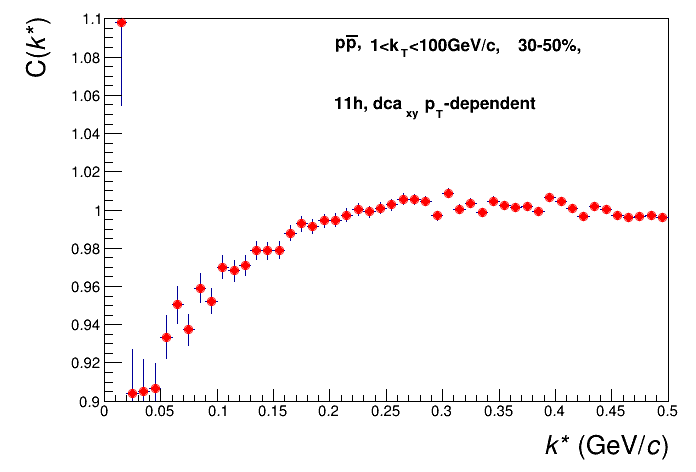 C(k*)
1.1
1.08
1.06
1.04
1.02
1
0.98
0.96
0.94
0.92
0.9
pp̅, 1<k_T<100GeV/c, 30-50%,
11h, dca_xy p_T-dependent
0 0.05 0.1 0.15 0.2 0.25 0.3 0.35 0.4 0.45 0.5
k* (GeV/c)